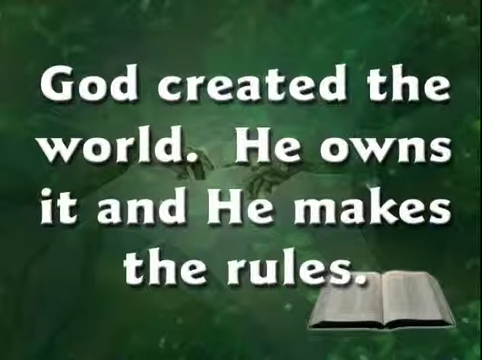 God created the
world. He owns
it and He makes
the rules.